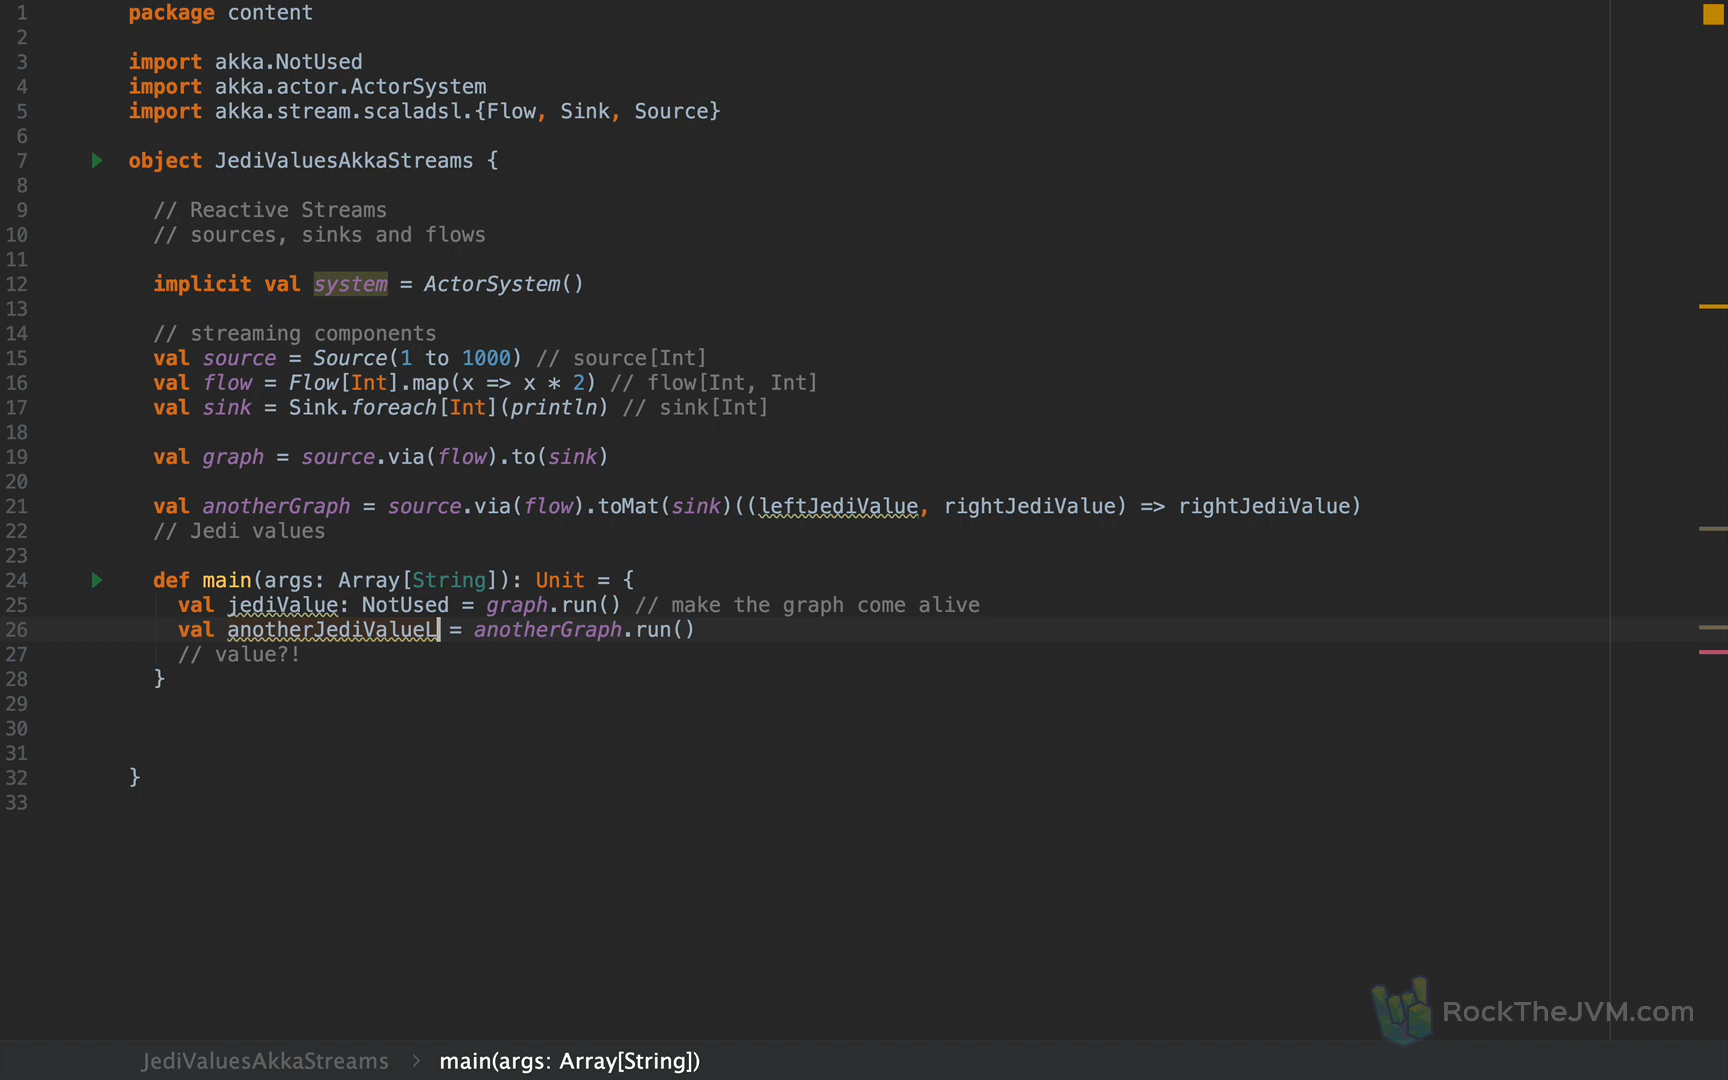 1 package content
2
3 import akka.NotUsed
4 import akka.actor.ActorSystem
5 import akka.stream.scaladsl.{Flow, Sink, Source}
6
7 object JediValuesAkkaStreams {
8
9 // Reactive Streams
10 // sources, sinks and flows
11
12 implicit val system = ActorSystem()
13
14 // streaming components
15 val source = Source(1 to 1000) // source[Int]
16 val flow = Flow[Int].map(x => x * 2) // flow[Int, Int]
17 val sink = Sink.foreach[Int](println) // sink[Int]
18
19 val graph = source.via(flow).to(sink)
20
21 val anotherGraph = source.via(flow).toMat(sink)((leftJediValue, rightJediValue) => rightJediValue)
22 // Jedi values
23
24 def main(args: Array[String]): Unit = {
25 val jediValue: NotUsed = graph.run() // make the graph come alive
26 val anotherJediValueL = anotherGraph.run()
27 // value?!
28 }
29
30
31
32 }
33
RockTheJVM.com
JediValuesAkkaStreams > main(args: Array[String])